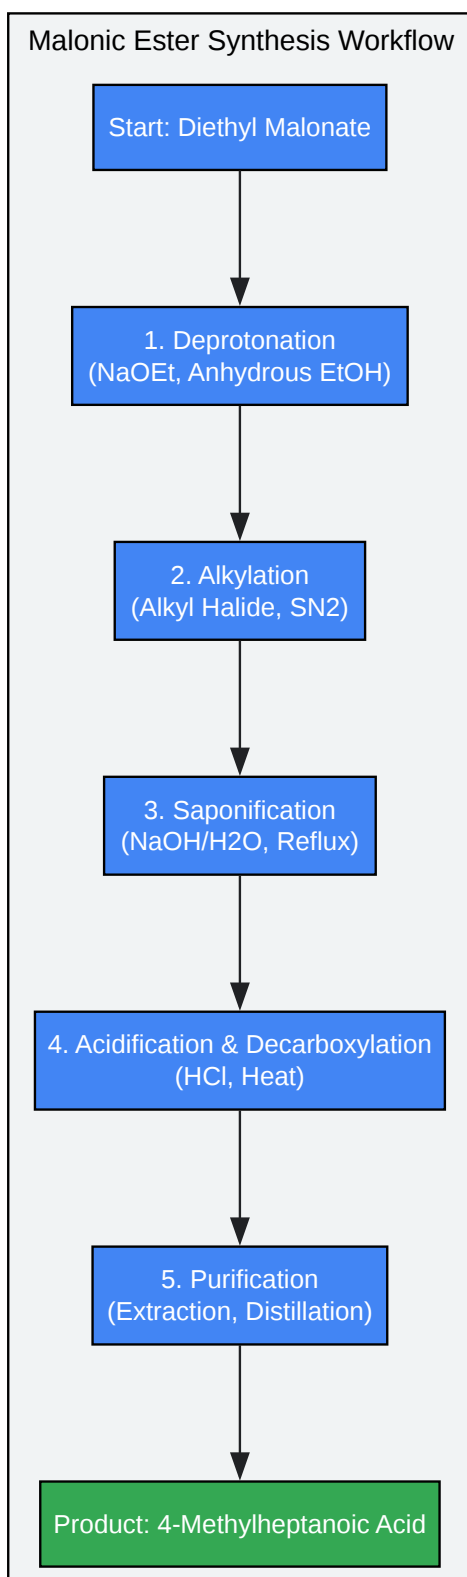 Malonic Ester Synthesis Workflow
Start: Diethyl Malonate
1. Deprotonation
(NaOEt, Anhydrous EtOH)
2. Alkylation
(Alkyl Halide, SN2)
3. Saponification
(NaOH/H2O, Reflux)
4. Acidification & Decarboxylation
(HCl, Heat)
5. Purification
(Extraction, Distillation)
Product: 4-Methylheptanoic Acid